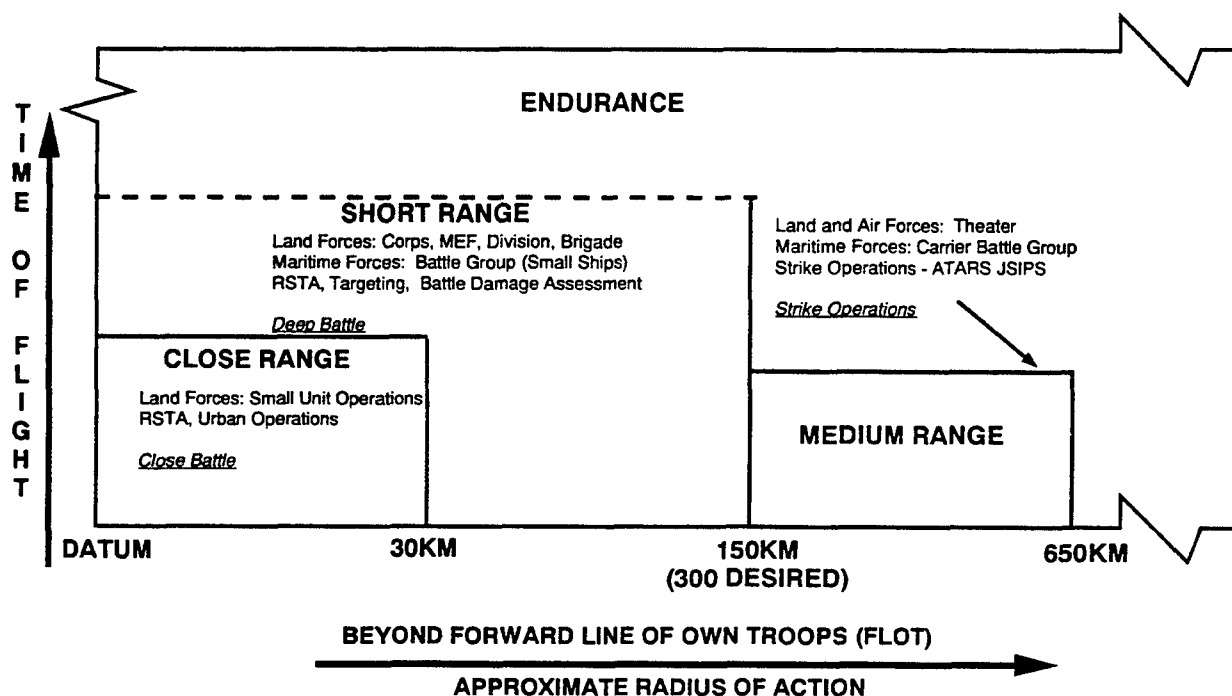 TIME OF FLIGHT
ENDURANCE
SHORT RANGE
Land Forces: Corps, MEF, Division, Brigade
Maritime Forces: Battle Group (Small Ships)
RSTA, Targeting, Battle Damage Assessment
Deep Battle
CLOSE RANGE
Land Forces: Small Unit Operations
RSTA, Urban Operations
Close Battle
Land and Air Forces: Theater
Maritime Forces: Carrier Battle Group
Strike Operations - ATARS JSIPS
Strike Operations
MEDIUM RANGE
DATUM
30KM
150KM
(300 DESIRED)
650KM
BEYOND FORWARD LINE OF OWN TROOPS (FLOT)
APPROXIMATE RADIUS OF ACTION